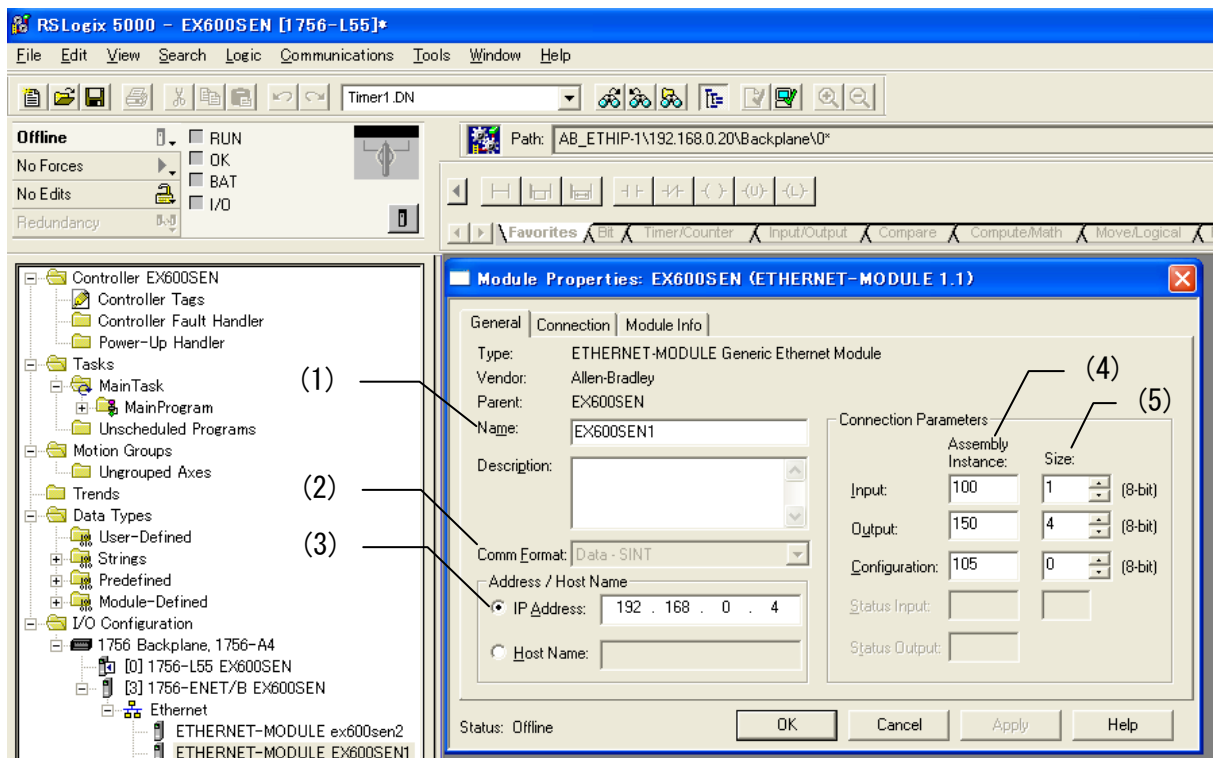 RSLogix 5000 - EX600SEN [1756-L55]*
File Edit View Search Logic Communications Tools Window Help
Timer1.DN
Offline
RUN
No Forces
OK
No Edits
BAT
Redundancy
I/O
Path: AB_ETHIP-1\192.168.0.20\Backplane\0*
Favorites Bit Timer/Counter Input/Output Compare Compute/Math Move/Logical
Controller EX600SEN
Controller Tags
Controller Fault Handler
Power-Up Handler
Tasks
MainTask
MainProgram
Unscheduled Programs
Motion Groups
Ungrouped Axes
Trends
Data Types
User-Defined
Strings
Predefined
Module-Defined
I/O Configuration
1756 Backplane, 1756-A4
[0] 1756-L55 EX600SEN
[3] 1756-ENET/B EX600SEN
Ethernet
ETHERNET-MODULE ex600sen2
ETHERNET-MODULE EX600SEN1
(1)
(2)
(3)
Module Properties: EX600SEN (ETHERNET-MODULE 1.1)
General Connection Module Info
Type: ETHERNET-MODULE Generic Ethernet Module
Vendor: Allen-Bradley
Parent: EX600SEN
Name: EX600SEN1
Description:
Comm Format: Data - SINT
Address / Host Name
IP Address: 192 . 168 . 0 . 4
Host Name:
(4)
(5)
Connection Parameters
Assembly Instance: Size:
Input: 100 1 (8-bit)
Output: 150 4 (8-bit)
Configuration: 105 0 (8-bit)
Status Input:
Status Output:
Status: Offline
OK Cancel Apply Help